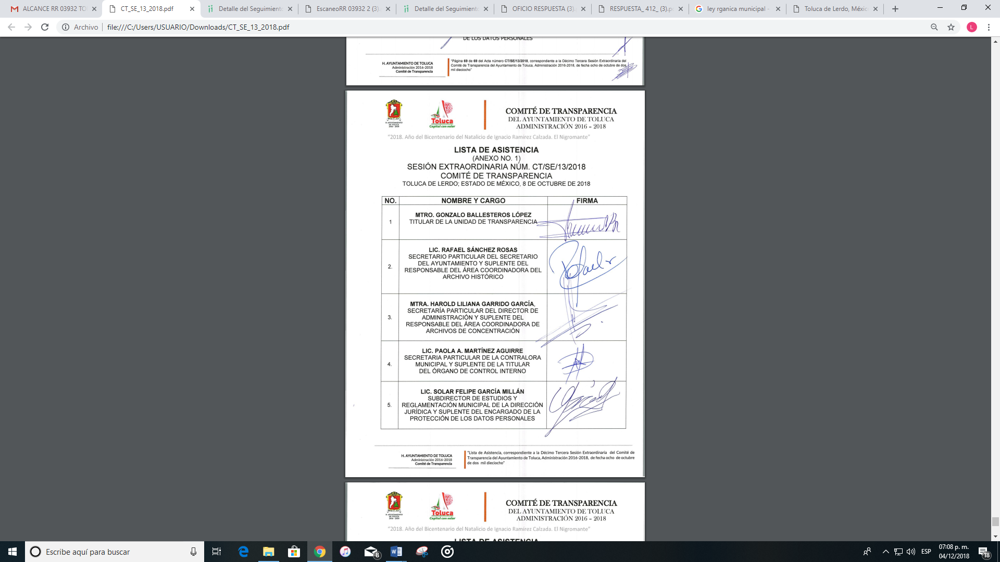 ALCANCE RR 03932 TO
CT_SE_13_2018.pdf
Detalle del Seguimiento
EscaneoRR 03932 2 (3).
Detalle del Seguimiento
OFICIO RESPUESTA (3).
RESPUESTA_ 412_ (3).p
ley rganica municipal -
Toluca de Lerdo, Méxic
Archivo
file:///C:/Users/USUARIO/Downloads/CT_SE_13_2018.pdf
L
DE LOS DATOS PERSONALES
H. AYUNTAMIENTO DE TOLUCA
Administración 2016-2018
Comité de Transparencia
"Página 69 de 69 del Acta número CT/SE/13/2018, correspondiente a la Décimo Tercera Sesión Extraordinaria del
Comité de Transparencia del Ayuntamiento de Toluca, Administración 2016-2018, de fecha ocho de octubre de dos
mil dieciocho"
H. AYUNTAMIENTO
DE TOLUCA
2016 - 2018
Toluca
Capital con valor
COMITÉ DE TRANSPARENCIA
DEL AYUNTAMIENTO DE TOLUCA
ADMINISTRACIÓN 2016 – 2018
"2018. Año del Bicentenario del Natalicio de Ignacio Ramírez Calzada. El Nigromante"
LISTA DE ASISTENCIA
(ANEXO NO. 1)
SESIÓN EXTRAORDINARIA NÚM. CT/SE/13/2018
COMITÉ DE TRANSPARENCIA
TOLUCA DE LERDO; ESTADO DE MÉXICO, 8 DE OCTUBRE DE 2018
NO. NOMBRE Y CARGO FIRMA
1
MTRO. GONZALO BALLESTEROS LÓPEZ
TITULAR DE LA UNIDAD DE TRANSPARENCIA
2.
LIC. RAFAEL SÁNCHEZ ROSAS
SECRETARIO PARTICULAR DEL SECRETARIO
DEL AYUNTAMIENTO Y SUPLENTE DEL
RESPONSABLE DEL ÁREA COORDINADORA DEL
ARCHIVO HISTÓRICO
3.
MTRA. HAROLD LILIANA GARRIDO GARCÍA,
SECRETARÍA PARTICULAR DEL DIRECTOR DE
ADMINISTRACIÓN Y SUPLENTE DEL
RESPONSABLE DEL ÁREA COORDINADORA DE
ARCHIVOS DE CONCENTRACIÓN
4.
LIC. PAOLA A. MARTÍNEZ AGUIRRE
SECRETARIA PARTICULAR DE LA CONTRALORA
MUNICIPAL Y SUPLENTE DE LA TITULAR
DEL ÓRGANO DE CONTROL INTERNO
5.
LIC. SOLAR FELIPE GARCÍA MILLÁN
SUBDIRECTOR DE ESTUDIOS Y
REGLAMENTACIÓN MUNICIPAL DE LA DIRECCIÓN
JURÍDICA Y SUPLENTE DEL ENCARGADO DE LA
PROTECCIÓN DE LOS DATOS PERSONALES
H. AYUNTAMIENTO DE TOLUCA
Administración 2016-2018
Comité de Transparencia
"Lista de Asistencia, correspondiente a la Décimo Tercera Sesión Extraordinaria del Comité de
Transparencia del Ayuntamiento de Toluca, Administración 2016-2018, de fecha ocho de octubre
de dos mil dieciocho"
H. AYUNTAMIENTO
DE TOLUCA
2016 - 2018
Toluca
Capital con valor
COMITÉ DE TRANSPARENCIA
DEL AYUNTAMIENTO DE TOLUCA
ADMINISTRACIÓN 2016 – 2018
"2018. Año del Bicentenario del Natalicio de Ignacio Ramírez Calzada. El Nigromante"
LISTA DE ASISTENCIA
Escribe aquí para buscar
8
ESP
07:08 p. m.
04/12/2018
18